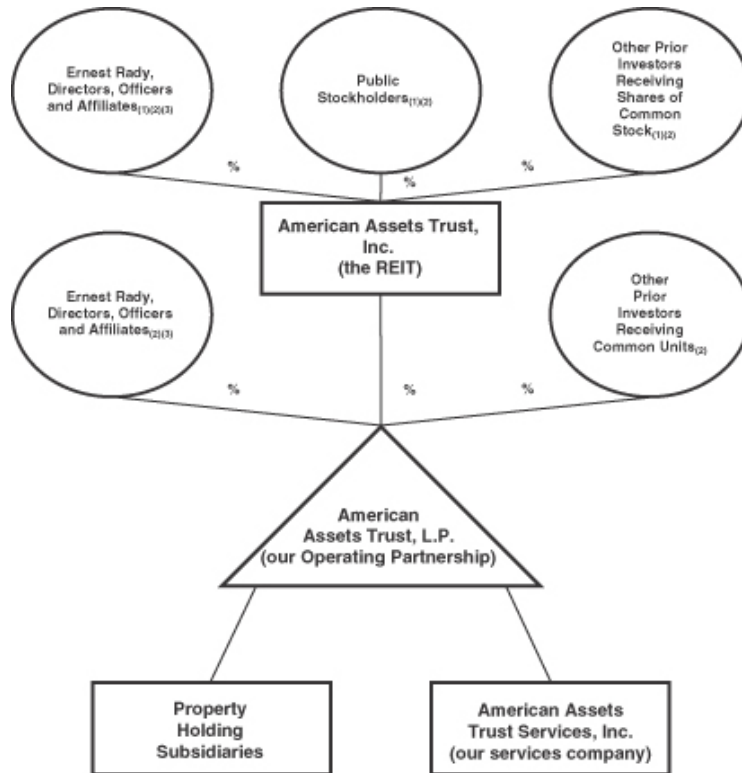 Ernest Rady,
Directors, Officers
and Affiliates(1)(2)(3)
Public
Stockholders(1)(2)
Other Prior
Investors
Receiving
Shares of
Common
Stock(1)(2)
%
%
%
American Assets Trust,
Inc.
(the REIT)
Ernest Rady,
Directors, Officers
and Affiliates(2)(3)
Other
Prior
Investors
Receiving
Common Units(2)
%
%
%
American
Assets Trust, L.P.
(our Operating Partnership)
Property
Holding
Subsidiaries
American Assets
Trust Services, Inc.
(our services company)